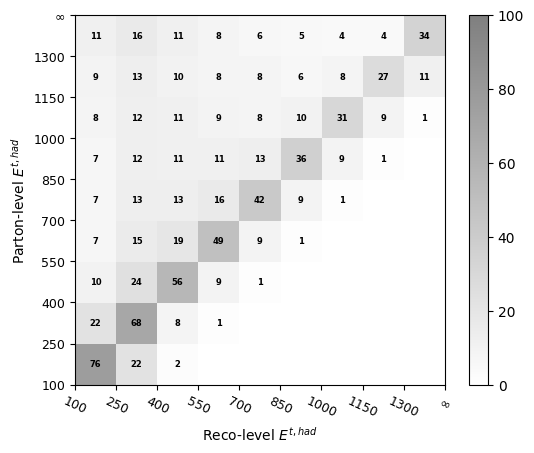 ∞ 11 16 11 8 6 5 4 4 34 100
1300
9 13 10 8 8 6 8 27 11
1150
8 12 11 9 8 10 31 9 1 80
1000
7 12 11 11 13 36 9 1
850 60
7 13 13 16 42 9 1
700
7 15 19 49 9 1 40
550
10 24 56 9 1
400
22 68 8 1 20
250
76 22 2
100 0
100 250 400 550 700 850 1000 1150 1300 ∞
Reco-level E^{t, had}
Parton-level E^{t, had}